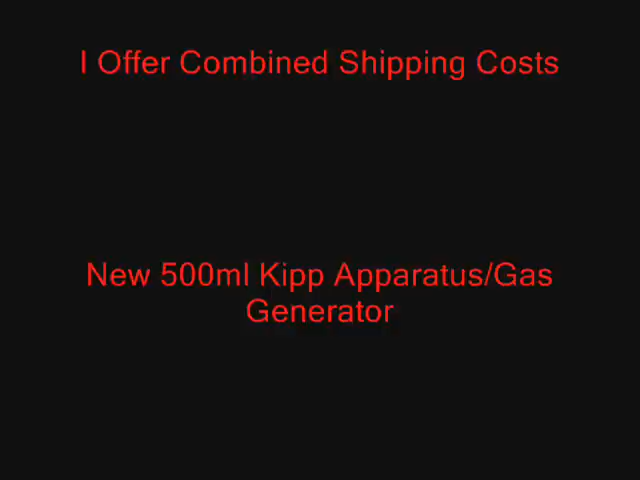 I Offer Combined Shipping Costs
New 500ml Kipp Apparatus/Gas
Generator